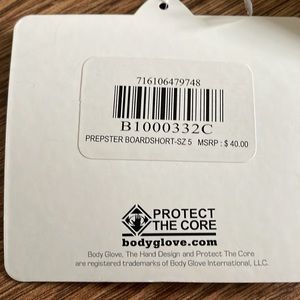 716106479748
B1000332C
PREPSTER BOARDSHORT-SZ 5 MSRP : $ 40.00
PROTECT
THE CORE
bodyglove.com
Body Glove, The Hand Design and Protect The Core
are registered trademarks of Body Glove International, LLC.